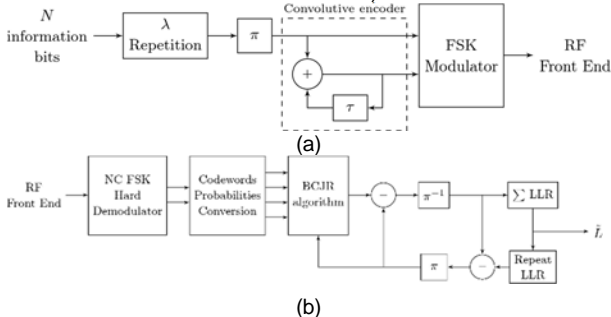 Convolutive encoder
N
information
bits
λ
Repetition
π
+
τ
FSK
Modulator
RF
Front End
(a)
RF
Front End
NC FSK
Hard
Demodulator
Codewords
Probabilities
Conversion
BCJR
algorithm
−
π⁻¹
∑ LLR
L̃
π
−
Repeat
LLR
(b)